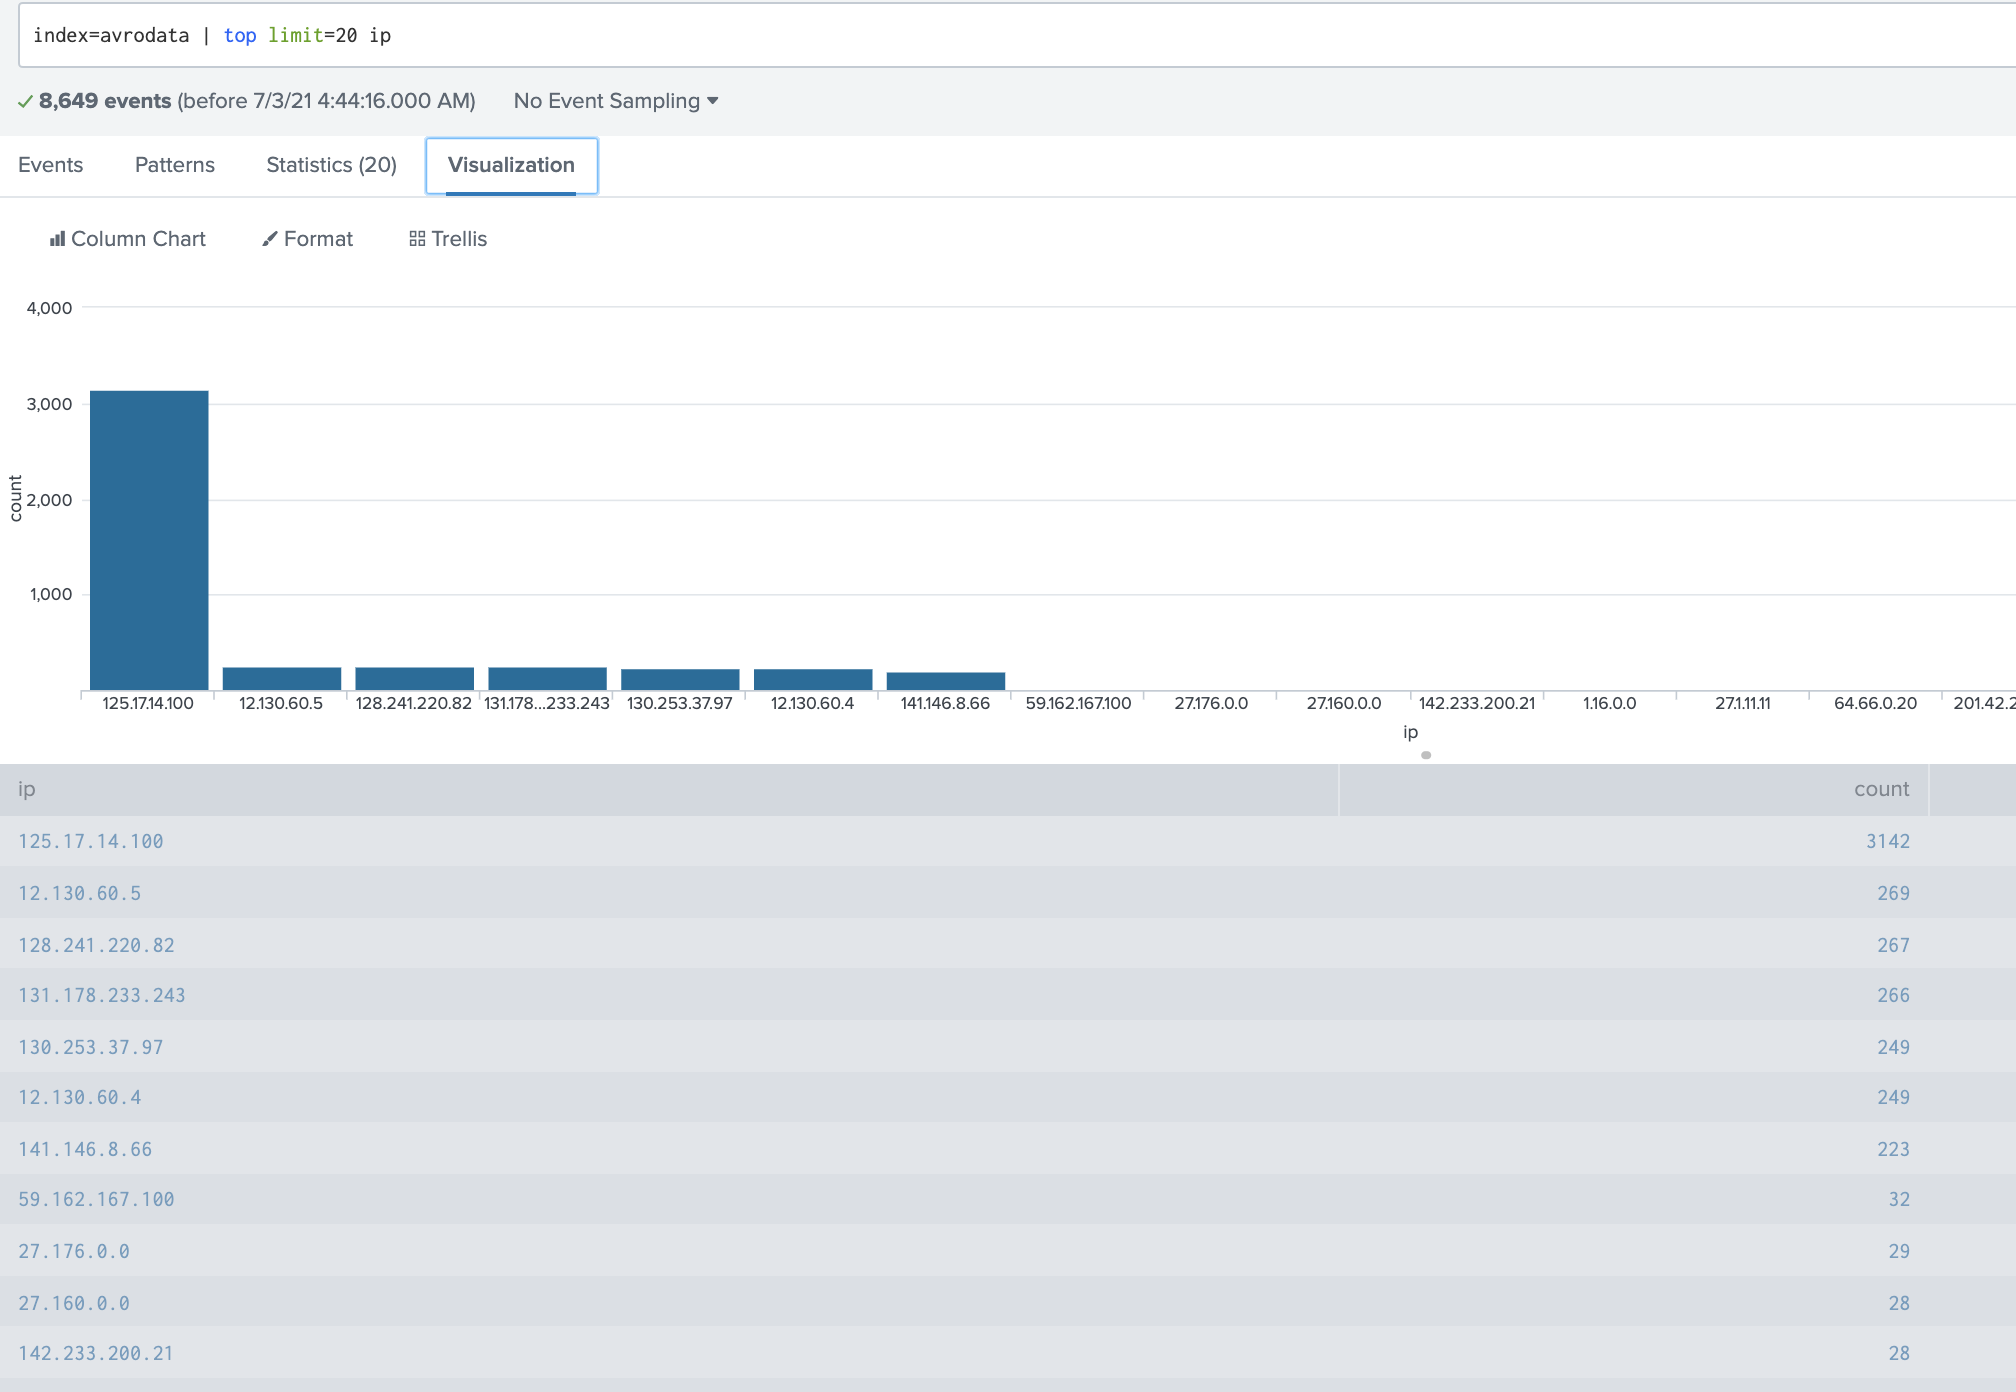 index=avrodata | top limit=20 ip
8,649 events (before 7/3/21 4:44:16.000 AM) No Event Sampling
Events Patterns Statistics (20) Visualization
Column Chart Format Trellis
4,000
3,000
2,000
1,000
count
125.17.14.100 12.130.60.5 128.241.220.82 131.178...233.243 130.253.37.97 12.130.60.4 141.146.8.66 59.162.167.100 27.176.0.0 27.160.0.0 142.233.200.21 1.16.0.0 27.1.11.11 64.66.0.20 201.42.2
ip
ip count
125.17.14.100 3142
12.130.60.5 269
128.241.220.82 267
131.178.233.243 266
130.253.37.97 249
12.130.60.4 249
141.146.8.66 223
59.162.167.100 32
27.176.0.0 29
27.160.0.0 28
142.233.200.21 28